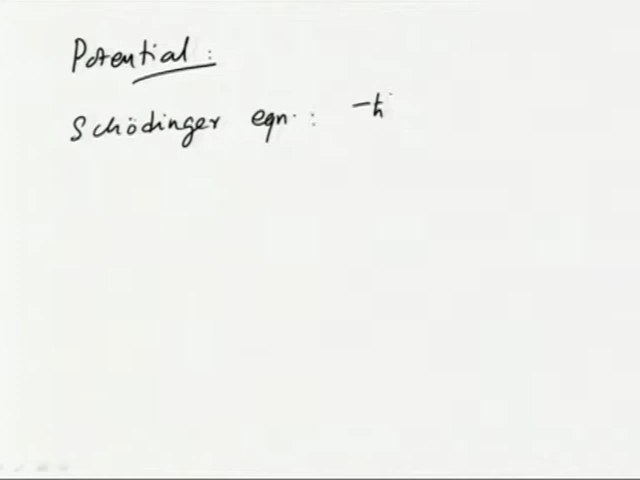 Potential :
Schödinger eqn. : -ħ